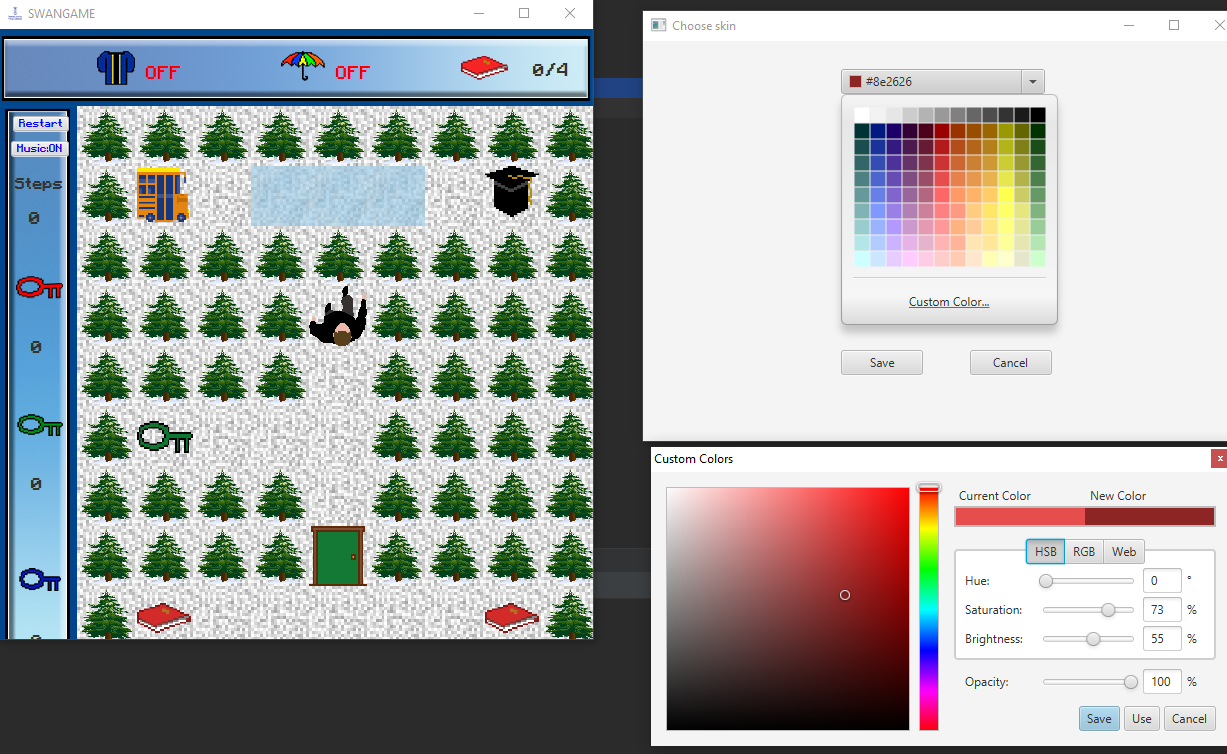 SWANGAME
OFF
OFF
0/4
Restart
Music:ON
Steps
0
0
0
0
Choose skin
#8e2626
Custom Color...
Save
Cancel
Custom Colors
Current Color
New Color
HSB
RGB
Web
Hue:
0
°
Saturation:
73
%
Brightness:
55
%
Opacity:
100
%
Save
Use
Cancel